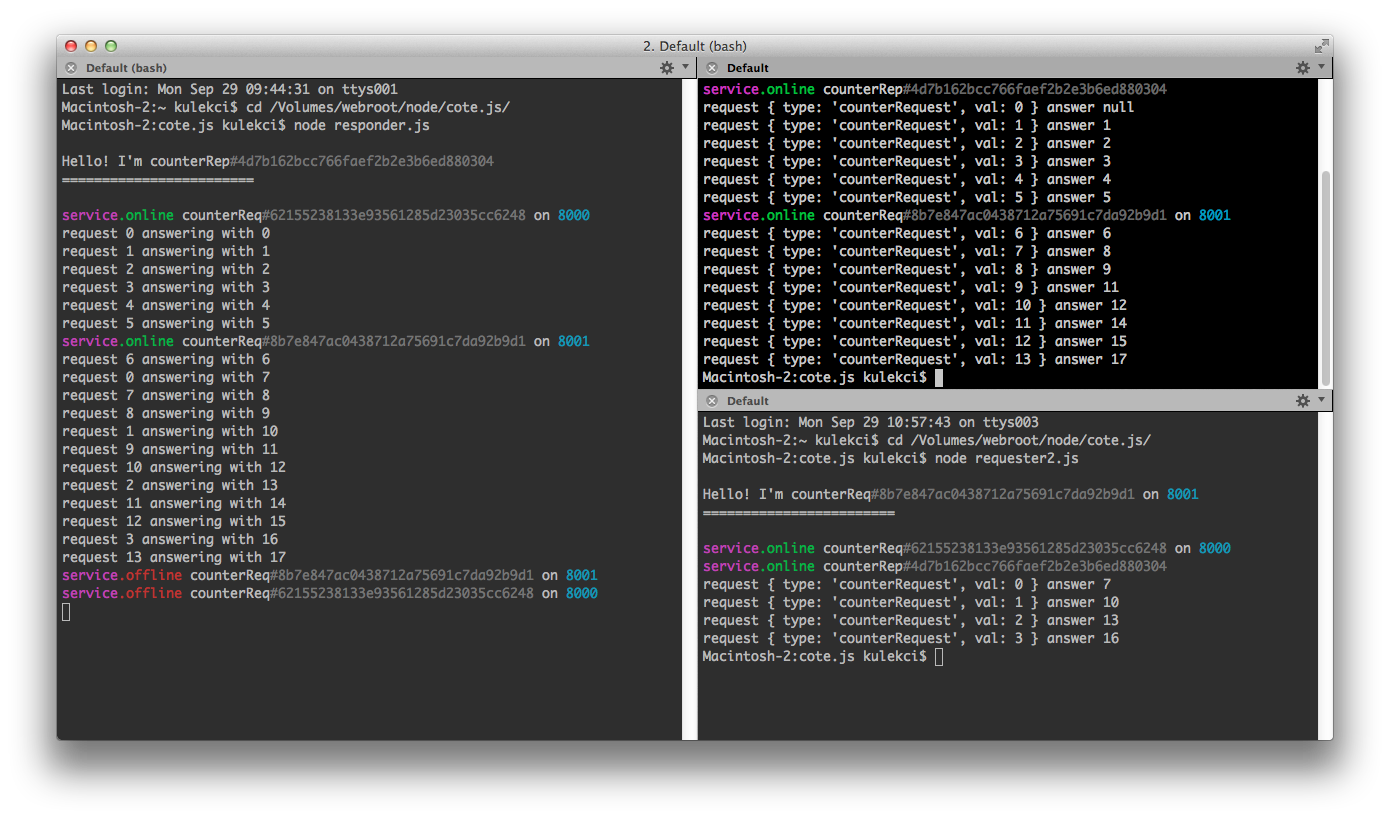 2. Default (bash)
Default (bash)
Last login: Mon Sep 29 09:44:31 on ttys001
Macintosh-2:~ kulekci$ cd /Volumes/webroot/node/cote.js/
Macintosh-2:cote.js kulekci$ node responder.js
Hello! I'm counterRep#4d7b162bcc766faef2b2e3b6ed880304
========================
service.online counterReq#62155238133e93561285d23035cc6248 on 8000
request 0 answering with 0
request 1 answering with 1
request 2 answering with 2
request 3 answering with 3
request 4 answering with 4
request 5 answering with 5
service.online counterReq#8b7e847ac0438712a75691c7da92b9d1 on 8001
request 6 answering with 6
request 0 answering with 7
request 7 answering with 8
request 8 answering with 9
request 1 answering with 10
request 9 answering with 11
request 10 answering with 12
request 2 answering with 13
request 11 answering with 14
request 12 answering with 15
request 3 answering with 16
request 13 answering with 17
service.offline counterReq#8b7e847ac0438712a75691c7da92b9d1 on 8001
service.offline counterReq#62155238133e93561285d23035cc6248 on 8000
Default
service.online counterRep#4d7b162bcc766faef2b2e3b6ed880304
request { type: 'counterRequest', val: 0 } answer null
request { type: 'counterRequest', val: 1 } answer 1
request { type: 'counterRequest', val: 2 } answer 2
request { type: 'counterRequest', val: 3 } answer 3
request { type: 'counterRequest', val: 4 } answer 4
request { type: 'counterRequest', val: 5 } answer 5
service.online counterReq#8b7e847ac0438712a75691c7da92b9d1 on 8001
request { type: 'counterRequest', val: 6 } answer 6
request { type: 'counterRequest', val: 7 } answer 8
request { type: 'counterRequest', val: 8 } answer 9
request { type: 'counterRequest', val: 9 } answer 11
request { type: 'counterRequest', val: 10 } answer 12
request { type: 'counterRequest', val: 11 } answer 14
request { type: 'counterRequest', val: 12 } answer 15
request { type: 'counterRequest', val: 13 } answer 17
Macintosh-2:cote.js kulekci$
Default
Last login: Mon Sep 29 10:57:43 on ttys003
Macintosh-2:~ kulekci$ cd /Volumes/webroot/node/cote.js/
Macintosh-2:cote.js kulekci$ node requester2.js
Hello! I'm counterReq#8b7e847ac0438712a75691c7da92b9d1 on 8001
========================
service.online counterReq#62155238133e93561285d23035cc6248 on 8000
service.online counterRep#4d7b162bcc766faef2b2e3b6ed880304
request { type: 'counterRequest', val: 0 } answer 7
request { type: 'counterRequest', val: 1 } answer 10
request { type: 'counterRequest', val: 2 } answer 13
request { type: 'counterRequest', val: 3 } answer 16
Macintosh-2:cote.js kulekci$